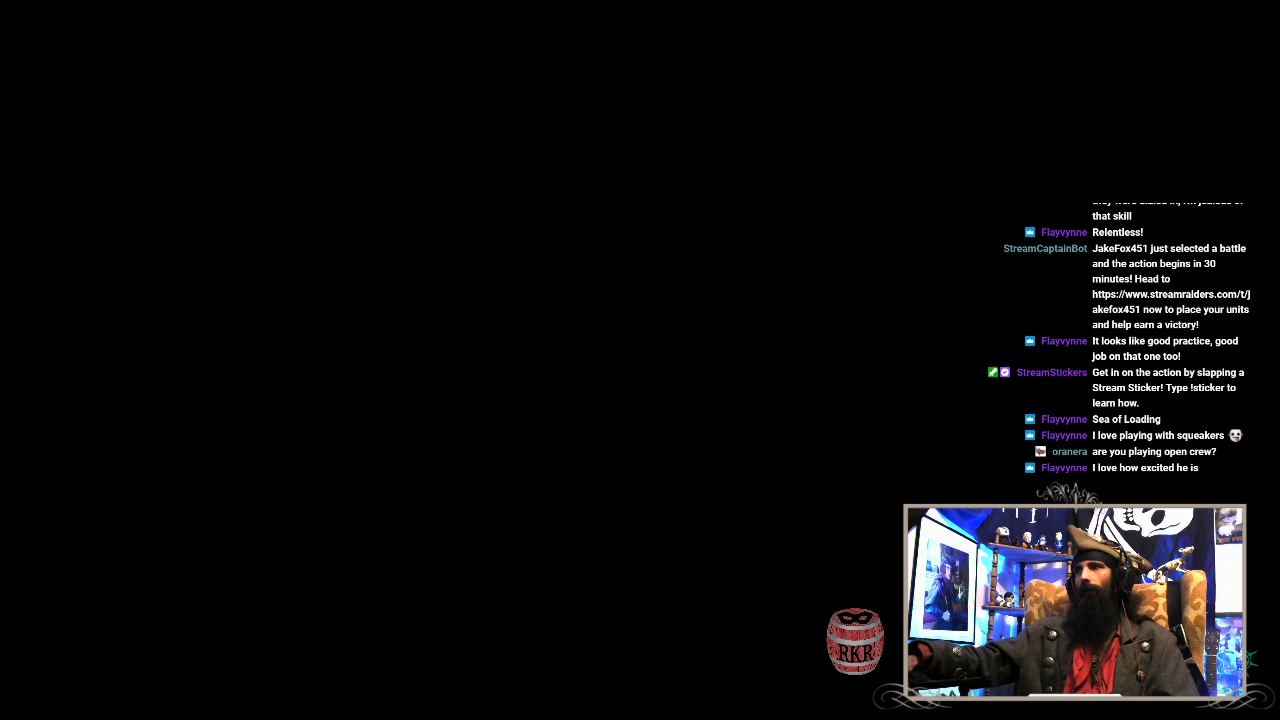 that skill
Flayvynne Relentless!
StreamCaptainBot JakeFox451 just selected a battle
and the action begins in 30
minutes! Head to
https://www.streamraiders.com/t/j
akefox451 now to place your units
and help earn a victory!
Flayvynne It looks like good practice, good
job on that one too!
StreamStickers Get in on the action by slapping a
Stream Sticker! Type !sticker to
learn how.
Flayvynne Sea of Loading
Flayvynne I love playing with squeakers
oranera are you playing open crew?
Flayvynne I love how excited he is
RKR